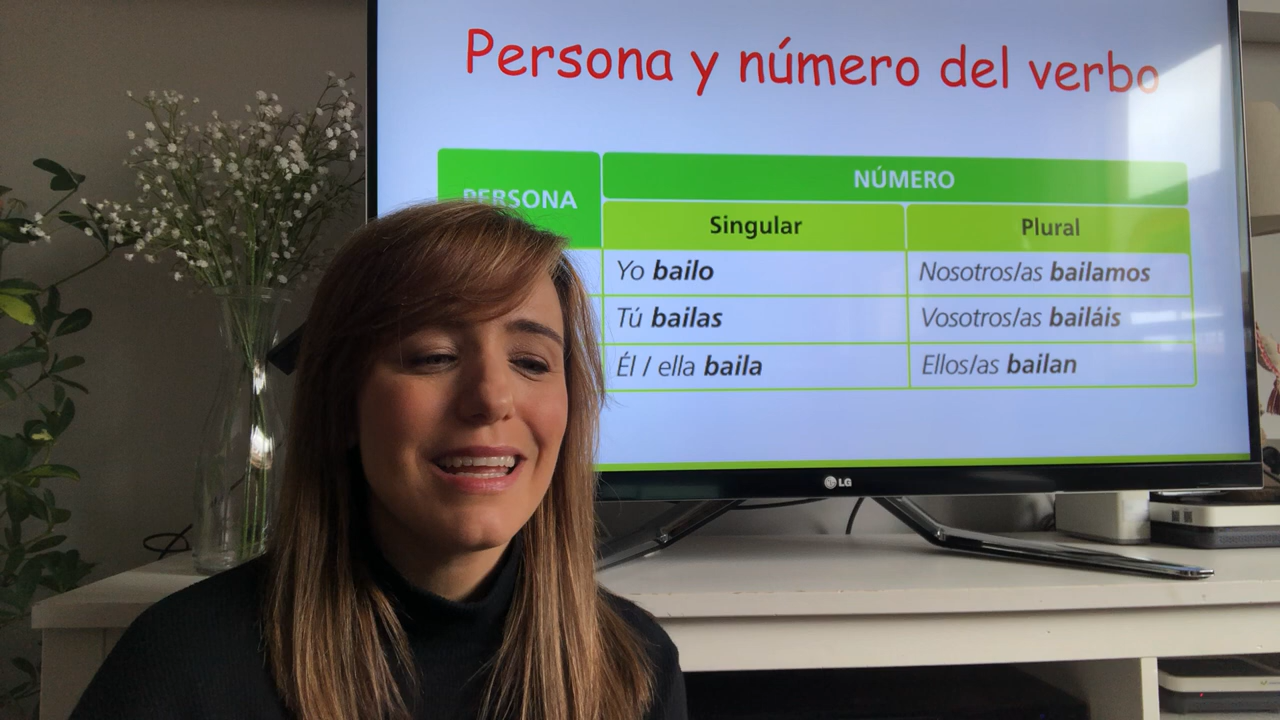 Persona y número del verbo
PERSONA
NÚMERO
Singular
Plural
Yo bailo
Nosotros/as bailamos
Tú bailas
Vosotros/as bailáis
Él / ella baila
Ellos/as bailan
LG